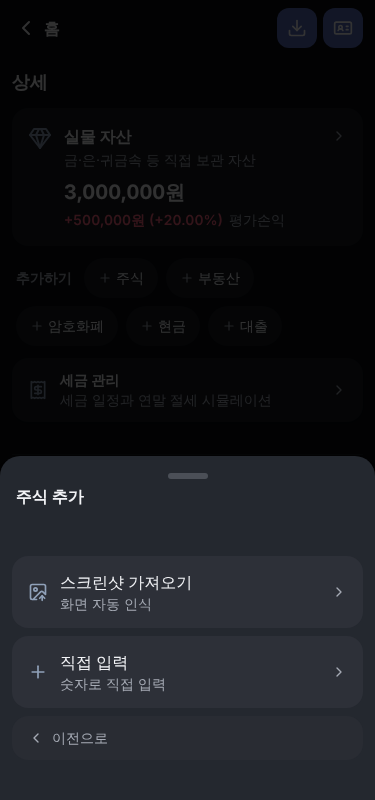 홈
상세
실물 자산
금·은·귀금속 등 직접 보관 자산
3,000,000원
+500,000원 (+20.00%) 평가손익
추가하기 + 주식 + 부동산
+ 암호화폐 + 현금 + 대출
세금 관리
세금 일정과 연말 절세 시뮬레이션
주식 추가
스크린샷 가져오기
화면 자동 인식
직접 입력
숫자로 직접 입력
이전으로